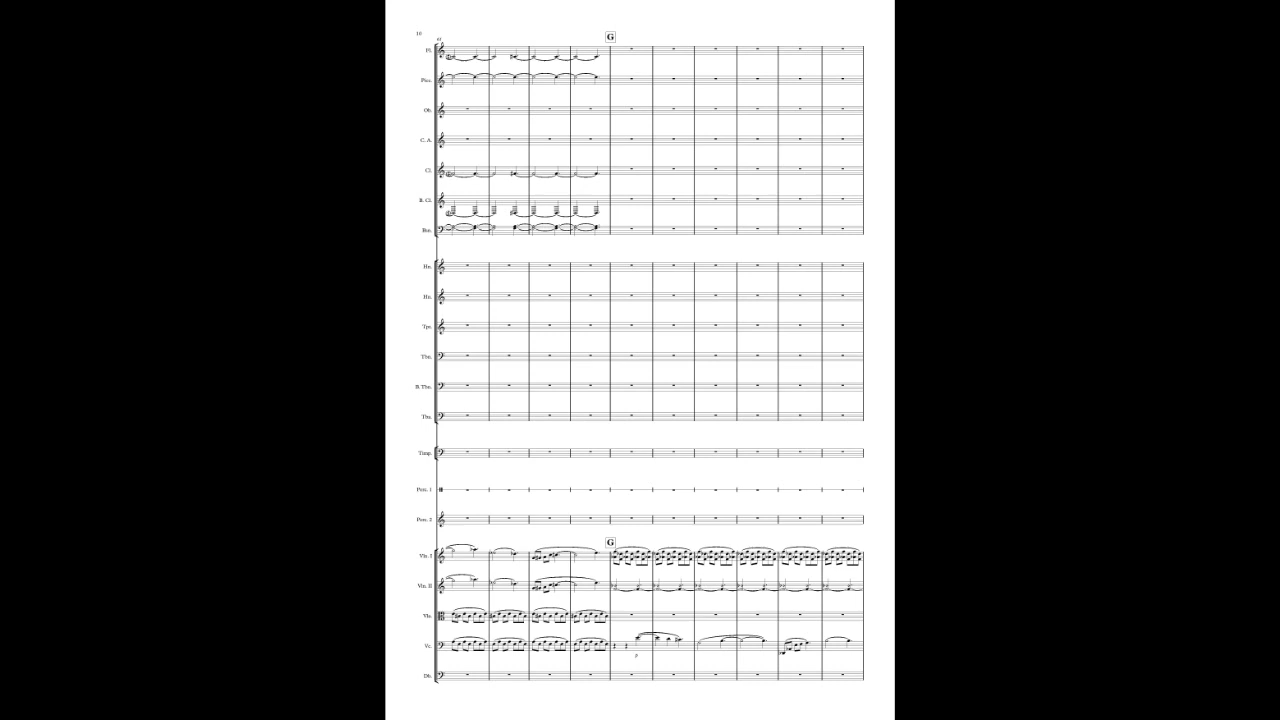 10
61
G
Fl.
Picc.
Ob.
C. A.
Cl.
B. Cl.
Bsn.
Hn.
Hn.
Tpt.
Tbn.
B. Tbn.
Tba.
Timp.
Perc. 1
Perc. 2
G
Vln. I
Vln. II
Vla.
Vc.
p
Db.